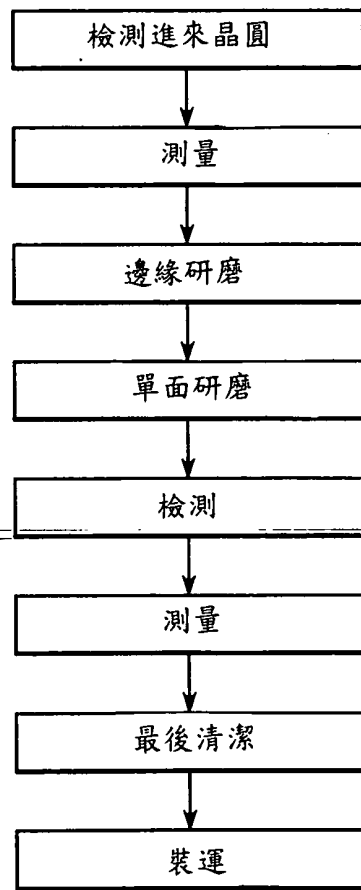 檢測進來晶圓
測量
邊緣研磨
單面研磨
檢測
測量
最後清潔
裝運